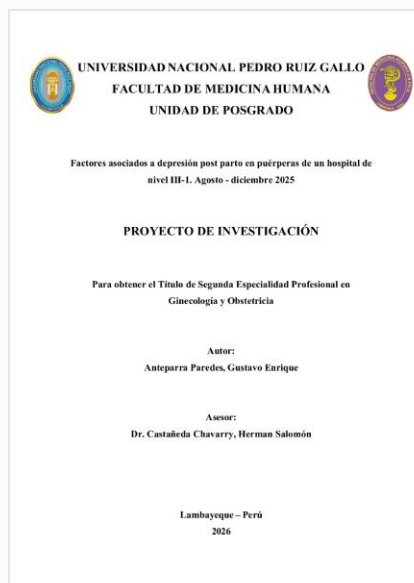 UNIVERSIDAD NACIONAL PEDRO RUIZ GALLO
FACULTAD DE MEDICINA HUMANA
UNIDAD DE POSGRADO
Factores asociados a depresión post parto en puérperas de un hospital de
nivel III-1. Agosto - diciembre 2025
PROYECTO DE INVESTIGACIÓN
Para obtener el Título de Segunda Especialidad Profesional en
Ginecología y Obstetricia
Autor:
Anteparra Paredes, Gustavo Enrique
Asesor:
Dr. Castañeda Chavarry, Herman Salomón
Lambayeque – Perú
2026